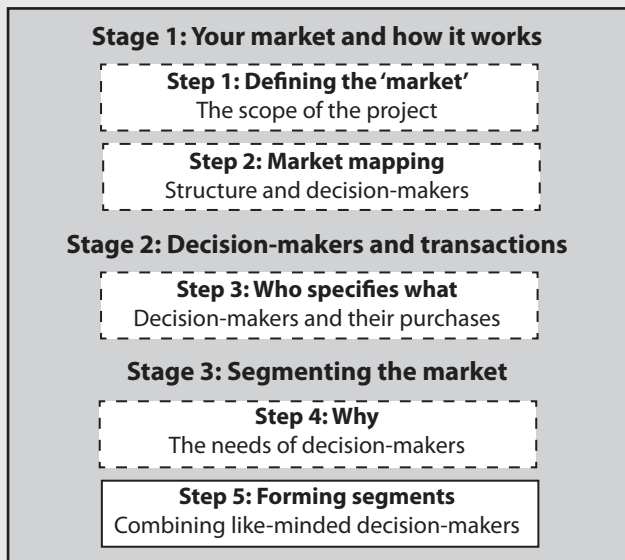 Stage 1: Your market and how it works
Step 1: Defining the ‘market’
The scope of the project
Step 2: Market mapping
Structure and decision-makers
Stage 2: Decision-makers and transactions
Step 3: Who specifies what
Decision-makers and their purchases
Stage 3: Segmenting the market
Step 4: Why
The needs of decision-makers
Step 5: Forming segments
Combining like-minded decision-makers